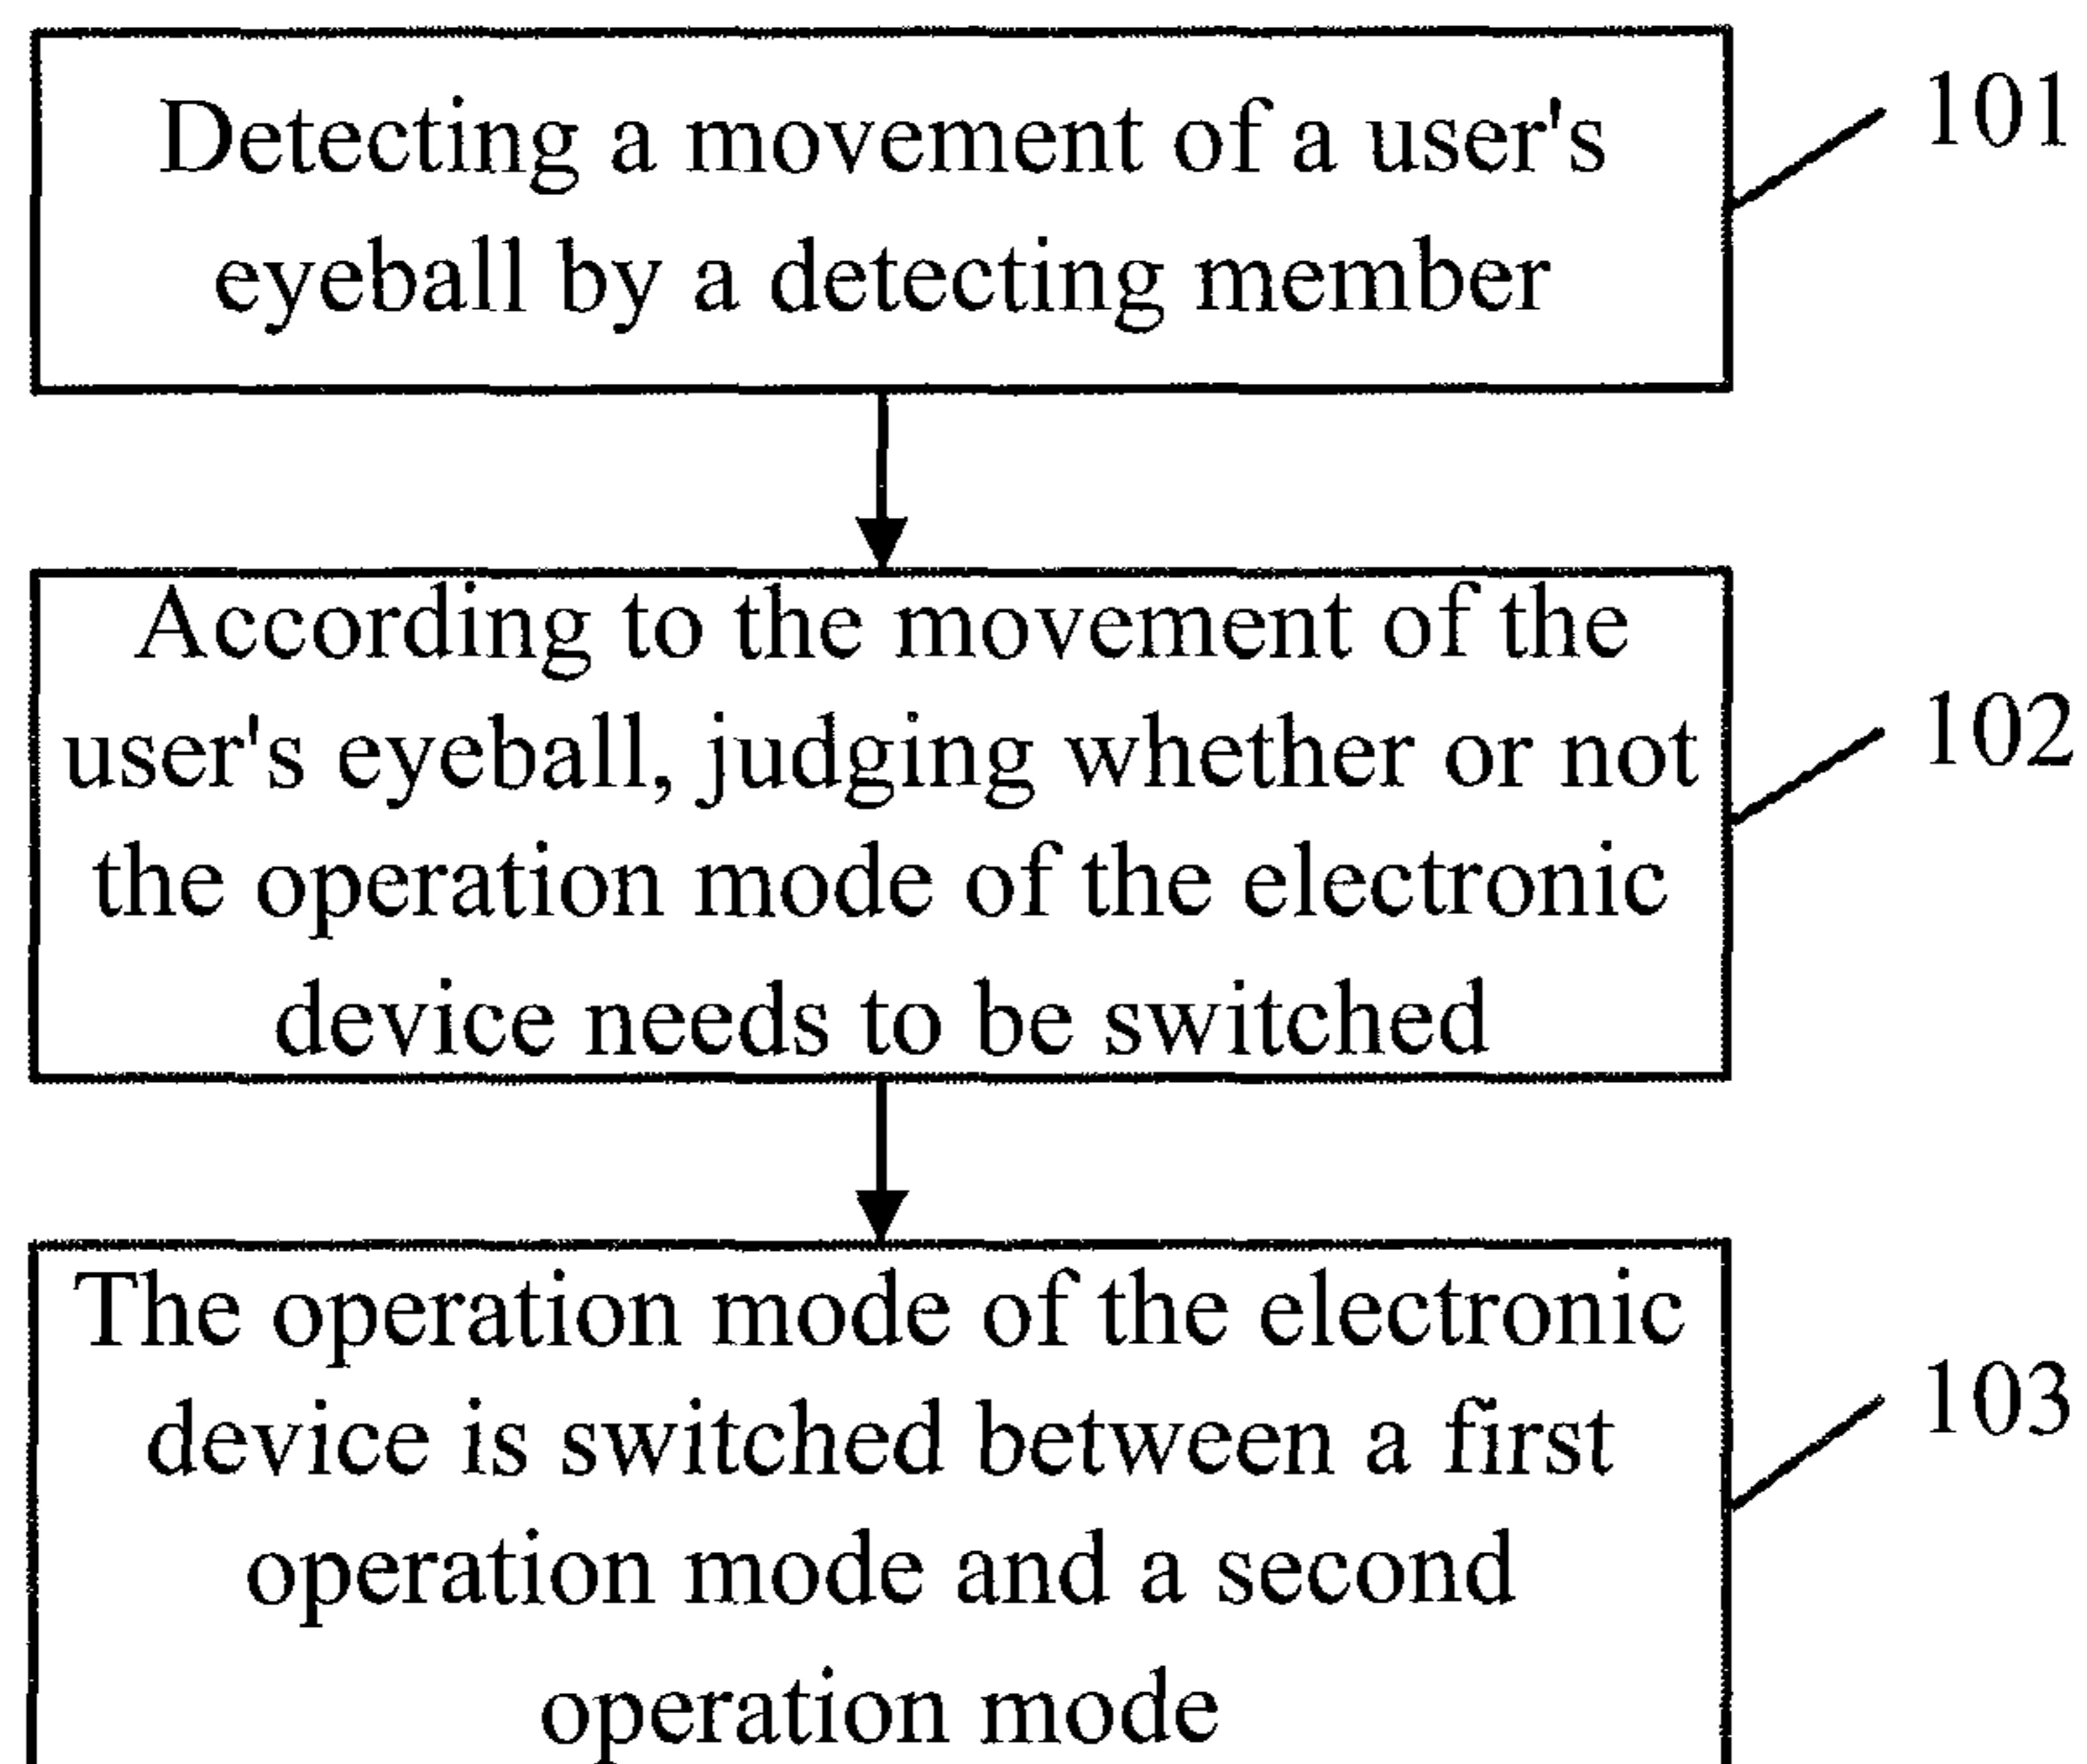 Detecting a movement of a user's
eyeball by a detecting member
101
According to the movement of the
user's eyeball, judging whether or not
the operation mode of the electronic
device needs to be switched
102
The operation mode of the electronic
device is switched between a first
operation mode and a second
operation mode
103